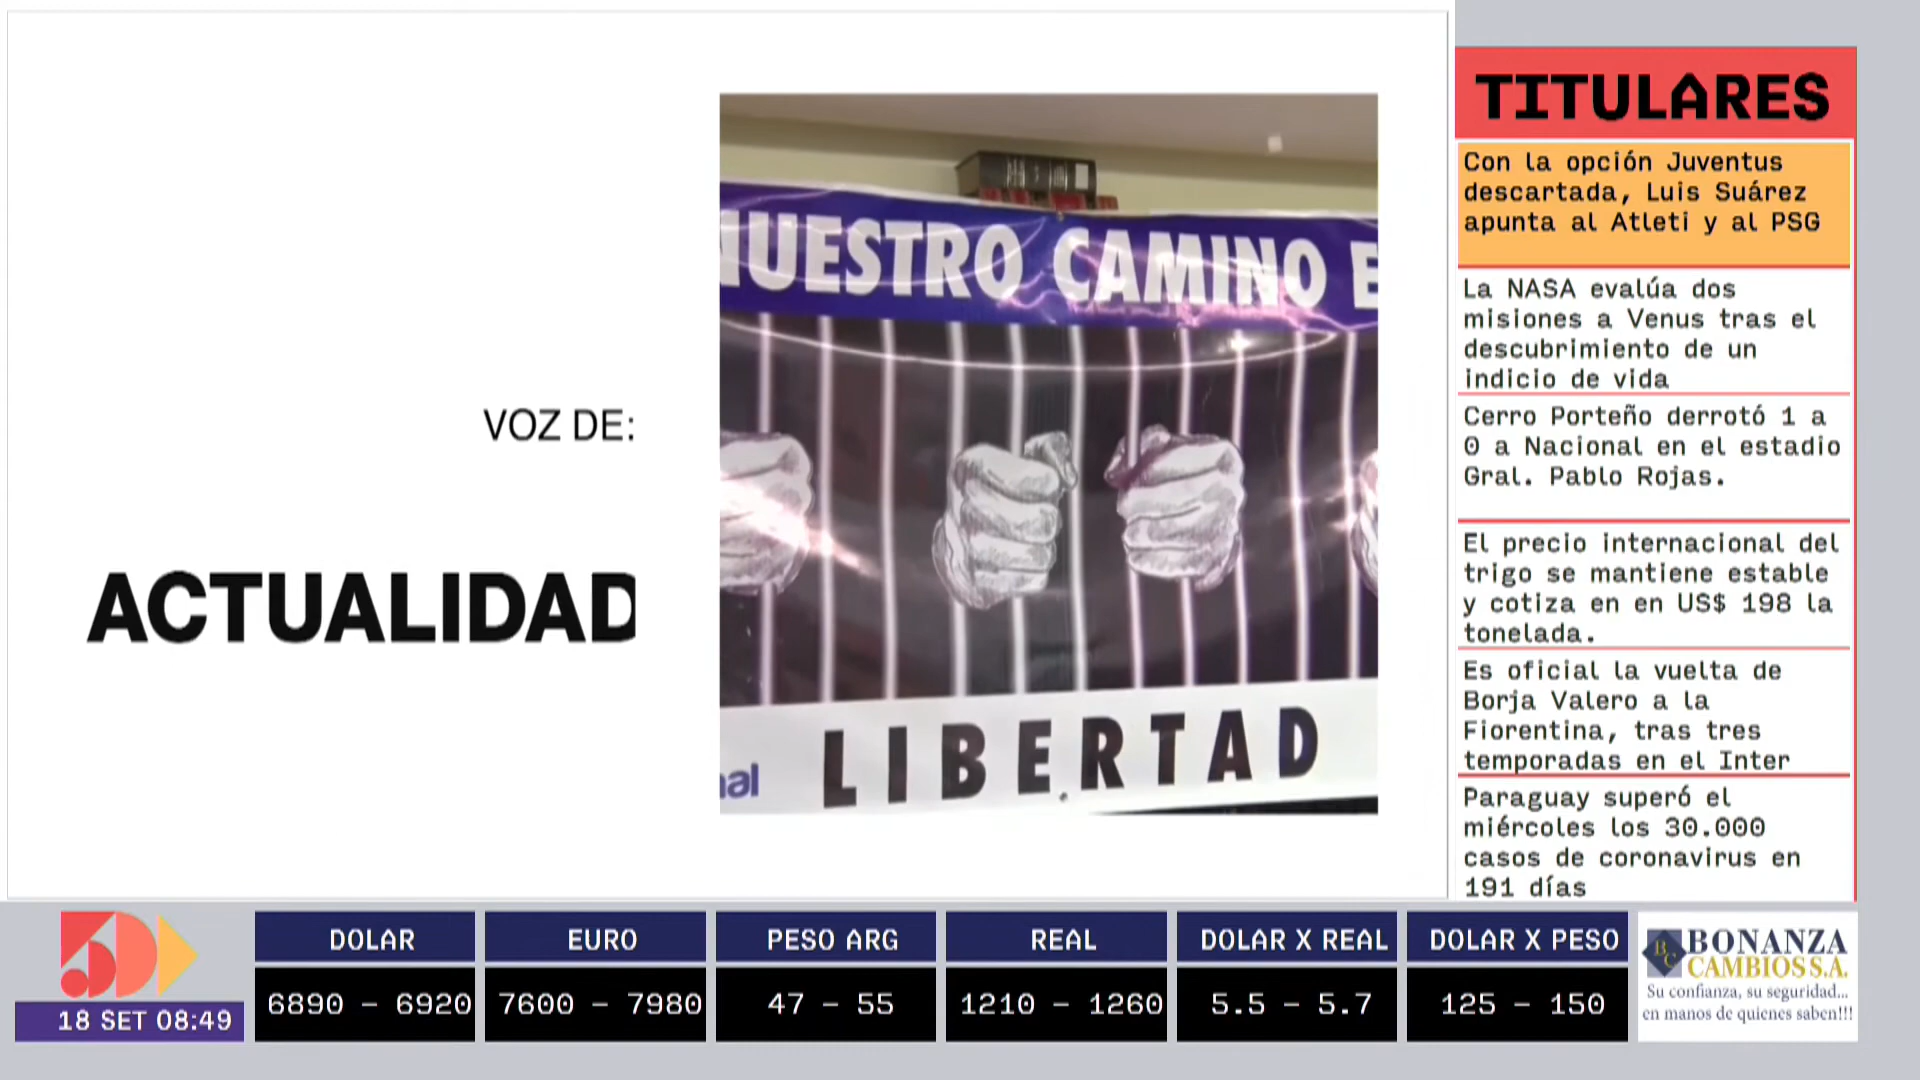 VOZ DE:
ACTUALIDAD
NUESTRO CAMINO E
LIBERTAD
nal
TITULARES
Con la opción Juventus
descartada, Luis Suárez
apunta al Atleti y al PSG
La NASA evalúa dos
misiones a Venus tras el
descubrimiento de un
indicio de vida
Cerro Porteño derrotó 1 a
0 a Nacional en el estadio
Gral. Pablo Rojas.
El precio internacional del
trigo se mantiene estable
y cotiza en en US$ 198 la
tonelada.
Es oficial la vuelta de
Borja Valero a la
Fiorentina, tras tres
temporadas en el Inter
Paraguay superó el
miércoles los 30.000
casos de coronavirus en
191 días
5D
18 SET 08:49
DOLAR
6890 - 6920
EURO
7600 - 7980
PESO ARG
47 - 55
REAL
1210 - 1260
DOLAR X REAL
5.5 - 5.7
DOLAR X PESO
125 - 150
BC
BONANZA
CAMBIOS S.A.
Su confianza, su seguridad...
en manos de quienes saben!!!